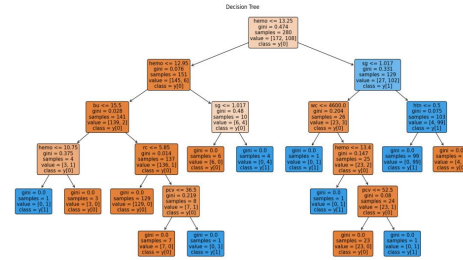 Decision Tree
hemo <= 13.25
gini = 0.474
samples = 280
value = [172, 108]
class = y[0]
hemo <= 12.95
gini = 0.076
samples = 151
value = [145, 6]
class = y[0]
sg <= 1.017
gini = 0.331
samples = 129
value = [27, 102]
class = y[1]
bu <= 15.5
gini = 0.028
samples = 141
value = [139, 2]
class = y[0]
sg <= 1.017
gini = 0.48
samples = 10
value = [6, 4]
class = y[0]
wc <= 4600.0
gini = 0.204
samples = 26
value = [23, 3]
class = y[0]
htn <= 0.5
gini = 0.075
samples = 103
value = [4, 99]
class = y[1]
hemo <= 10.75
gini = 0.375
samples = 4
value = [3, 1]
class = y[0]
rc <= 5.85
gini = 0.014
samples = 137
value = [136, 1]
class = y[0]
gini = 0.0
samples = 6
value = [6, 0]
class = y[0]
gini = 0.0
samples = 4
value = [0, 4]
class = y[1]
gini = 0.0
samples = 1
value = [0, 1]
class = y[1]
hemo <= 13.4
gini = 0.147
samples = 25
value = [23, 2]
class = y[0]
gini = 0.0
samples = 99
value = [0, 99]
class = y[1]
gini = 0.0
samples = 4
value = [4, 0]
class = y[0]
gini = 0.0
samples = 1
value = [0, 1]
class = y[1]
gini = 0.0
samples = 3
value = [3, 0]
class = y[0]
gini = 0.0
samples = 129
value = [129, 0]
class = y[0]
pcv <= 36.5
gini = 0.219
samples = 8
value = [7, 1]
class = y[0]
gini = 0.0
samples = 1
value = [0, 1]
class = y[1]
pcv <= 52.5
gini = 0.08
samples = 24
value = [23, 1]
class = y[0]
gini = 0.0
samples = 7
value = [7, 0]
class = y[0]
gini = 0.0
samples = 1
value = [0, 1]
class = y[1]
gini = 0.0
samples = 23
value = [23, 0]
class = y[0]
gini = 0.0
samples = 1
value = [0, 1]
class = y[1]